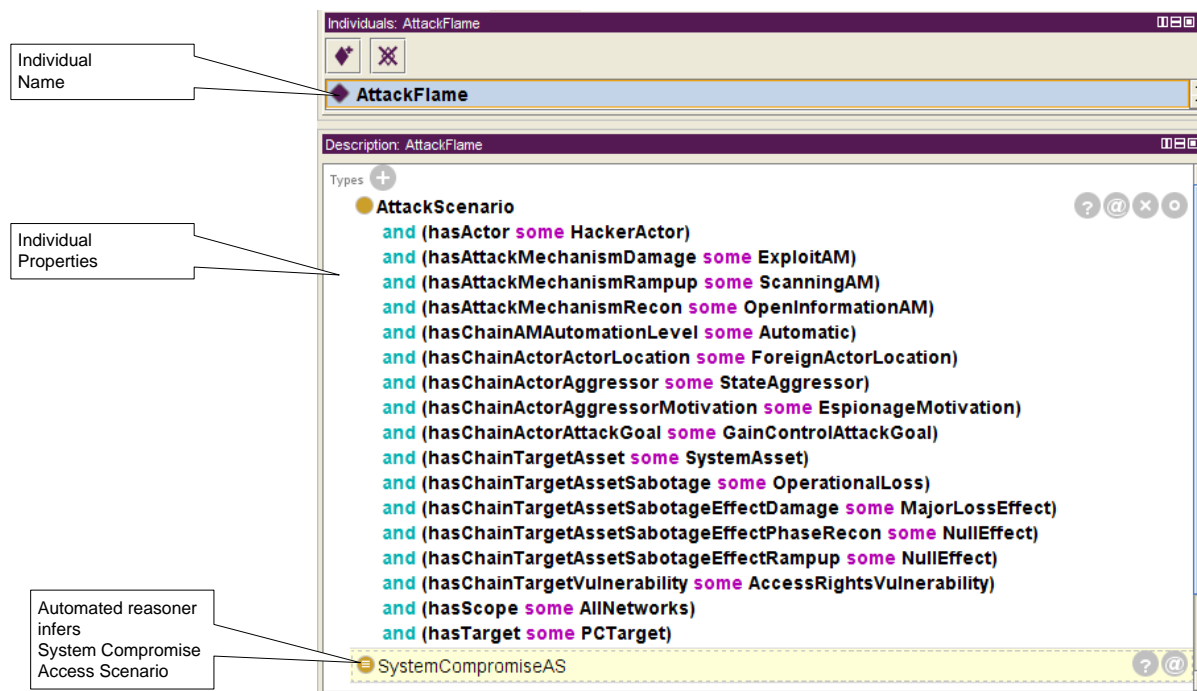 Individuals: AttackFlame
Individual
Name
AttackFlame
Description: AttackFlame
Types
AttackScenario
and (hasActor some HackerActor)
and (hasAttackMechanismDamage some ExploitAM)
Individual
Properties
and (hasAttackMechanismRampup some ScanningAM)
and (hasAttackMechanismRecon some OpenInformationAM)
and (hasChainAMAutomationLevel some Automatic)
and (hasChainActorActorLocation some ForeignActorLocation)
and (hasChainActorAggressor some StateAggressor)
and (hasChainActorAggressorMotivation some EspionageMotivation)
and (hasChainActorAttackGoal some GainControlAttackGoal)
and (hasChainTargetAsset some SystemAsset)
and (hasChainTargetAssetSabotage some OperationalLoss)
and (hasChainTargetAssetSabotageEffectDamage some MajorLossEffect)
and (hasChainTargetAssetSabotageEffectPhaseRecon some NullEffect)
and (hasChainTargetAssetSabotageEffectRampup some NullEffect)
and (hasChainTargetVulnerability some AccessRightsVulnerability)
and (hasScope some AllNetworks)
and (hasTarget some PCTarget)
Automated reasoner
infers
System Compromise
Access Scenario
SystemCompromiseAS